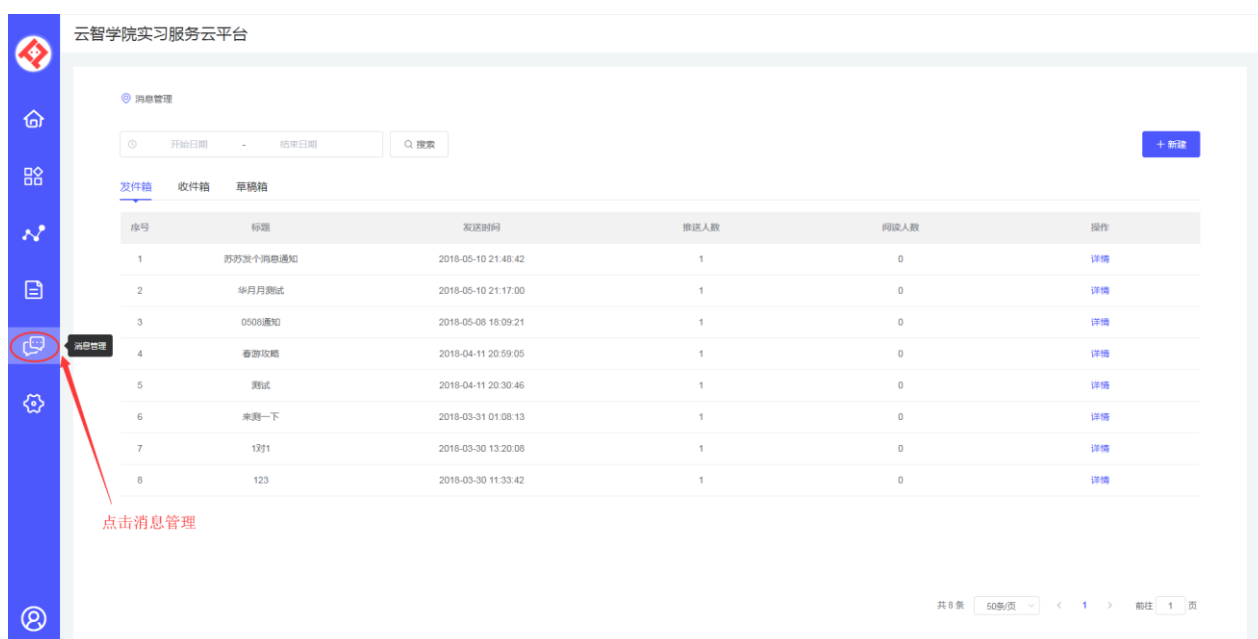 云智学院实习服务云平台
消息管理
开始日期 - 结束日期 搜索 + 新建
发件箱 收件箱 草稿箱
序号 标题 发送时间 推送人数 阅读人数 操作
1 苏苏发个消息通知 2018-05-10 21:48:42 1 0 详情
2 华月月测试 2018-05-10 21:17:00 1 0 详情
3 0508通知 2018-05-08 18:09:21 1 0 详情
消息管理
4 春游攻略 2018-04-11 20:59:05 1 0 详情
5 测试 2018-04-11 20:30:46 1 0 详情
6 来测一下 2018-03-31 01:08:13 1 0 详情
7 1对1 2018-03-30 13:20:08 1 0 详情
8 123 2018-03-30 11:33:42 1 0 详情
点击消息管理
共 8 条 50条/页 < 1 > 前往 1 页